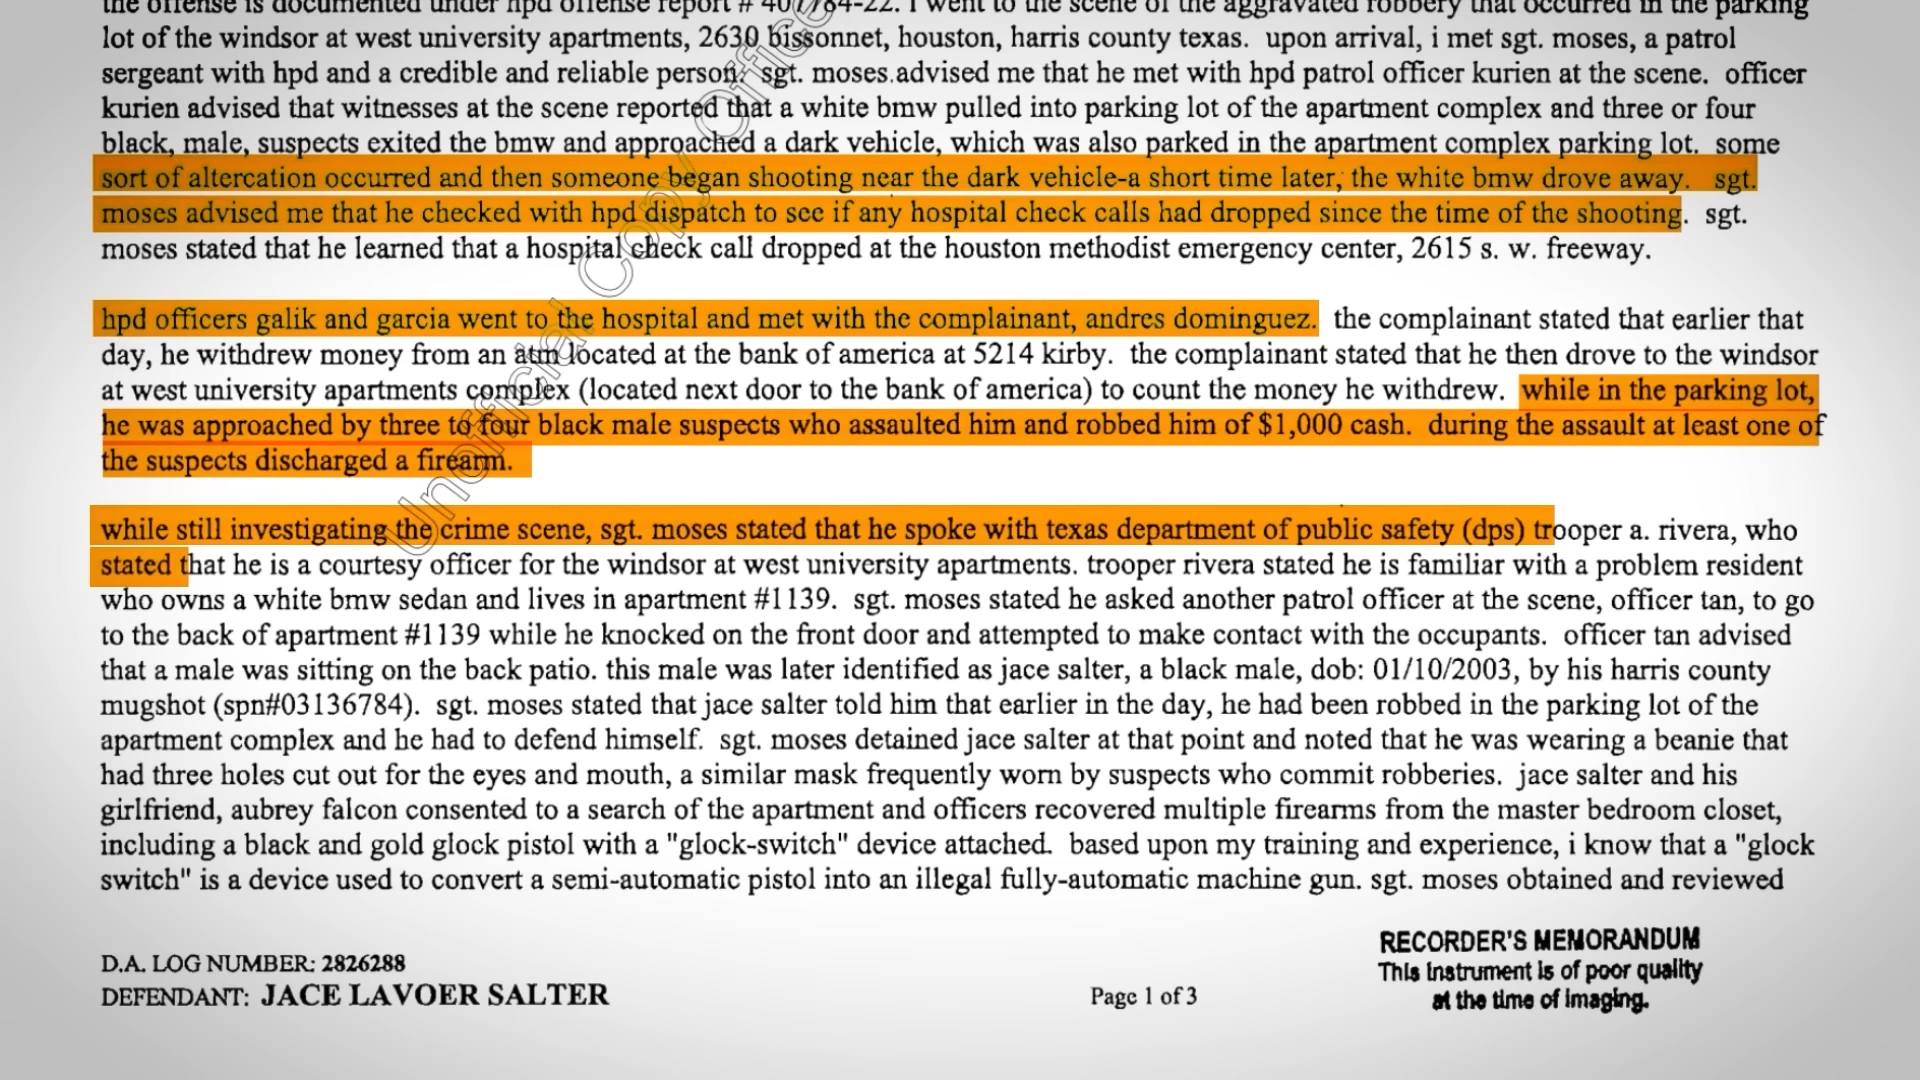 the offense is documented under hpd offense report # 401784-22. i went to the scene of the aggravated robbery that occurred in the parking
lot of the windsor at west university apartments, 2630 bissonnet, houston, harris county texas. upon arrival, i met sgt. moses, a patrol
sergeant with hpd and a credible and reliable person. sgt. moses.advised me that he met with hpd patrol officer kurien at the scene. officer
kurien advised that witnesses at the scene reported that a white bmw pulled into parking lot of the apartment complex and three or four
black, male, suspects exited the bmw and approached a dark vehicle, which was also parked in the apartment complex parking lot. some
sort of altercation occurred and then someone began shooting near the dark vehicle-a short time later, the white bmw drove away. sgt.
moses advised me that he checked with hpd dispatch to see if any hospital check calls had dropped since the time of the shooting. sgt.
moses stated that he learned that a hospital check call dropped at the houston methodist emergency center, 2615 s. w. freeway.
hpd officers galik and garcia went to the hospital and met with the complainant, andres dominguez. the complainant stated that earlier that
day, he withdrew money from an atm located at the bank of america at 5214 kirby. the complainant stated that he then drove to the windsor
at west university apartments complex (located next door to the bank of america) to count the money he withdrew. while in the parking lot,
he was approached by three to four black male suspects who assaulted him and robbed him of $1,000 cash. during the assault at least one of
the suspects discharged a firearm.
while still investigating the crime scene, sgt. moses stated that he spoke with texas department of public safety (dps) trooper a. rivera, who
stated that he is a courtesy officer for the windsor at west university apartments. trooper rivera stated he is familiar with a problem resident
who owns a white bmw sedan and lives in apartment #1139. sgt. moses stated he asked another patrol officer at the scene, officer tan, to go
to the back of apartment #1139 while he knocked on the front door and attempted to make contact with the occupants. officer tan advised
that a male was sitting on the back patio. this male was later identified as jace salter, a black male, dob: 01/10/2003, by his harris county
mugshot (spn#03136784). sgt. moses stated that jace salter told him that earlier in the day, he had been robbed in the parking lot of the
apartment complex and he had to defend himself. sgt. moses detained jace salter at that point and noted that he was wearing a beanie that
had three holes cut out for the eyes and mouth, a similar mask frequently worn by suspects who commit robberies. jace salter and his
girlfriend, aubrey falcon consented to a search of the apartment and officers recovered multiple firearms from the master bedroom closet,
including a black and gold glock pistol with a "glock-switch" device attached. based upon my training and experience, i know that a "glock
switch" is a device used to convert a semi-automatic pistol into an illegal fully-automatic machine gun. sgt. moses obtained and reviewed
Unofficial Copy Office
D.A. LOG NUMBER: 2826288
DEFENDANT: JACE LAVOER SALTER
Page 1 of 3
RECORDER'S MEMORANDUM
This instrument is of poor quality
at the time of imaging.